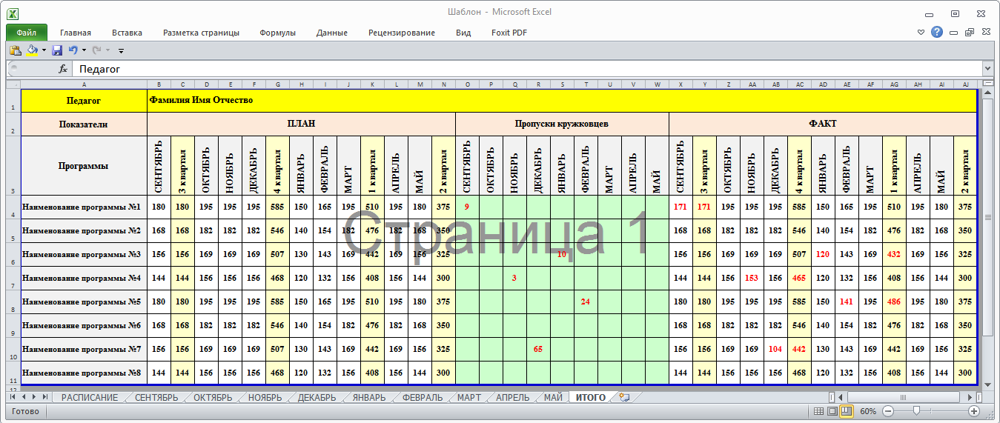 Шаблон - Microsoft Excel
Файл Главная Вставка Разметка страницы Формулы Данные Рецензирование Вид Foxit PDF
fx Педагог
A B C D E F G H I J K L M N O P Q R S T U V W X Y Z AA AB AC AD AE AF AG AH AI AJ
1 Педагог Фамилия Имя Отчество
2 Показатели ПЛАН Пропуски кружковцев ФАКТ
3 Программы СЕНТЯБРЬ 3 квартал ОКТЯБРЬ НОЯБРЬ ДЕКАБРЬ 4 квартал ЯНВАРЬ ФЕВРАЛЬ МАРТ 1 квартал АПРЕЛЬ МАЙ 2 квартал СЕНТЯБРЬ ОКТЯБРЬ НОЯБРЬ ДЕКАБРЬ ЯНВАРЬ ФЕВРАЛЬ МАРТ АПРЕЛЬ МАЙ СЕНТЯБРЬ 3 квартал ОКТЯБРЬ НОЯБРЬ ДЕКАБРЬ 4 квартал ЯНВАРЬ ФЕВРАЛЬ МАРТ 1 квартал АПРЕЛЬ МАЙ 2 квартал
4 Наименование программы №1 180 180 195 195 195 585 150 165 195 510 195 180 375 9 171 171 195 195 195 585 150 165 195 510 195 180 375
5 Наименование программы №2 168 168 182 182 182 546 140 154 182 476 182 168 350 168 168 182 182 182 546 140 154 182 476 182 168 350
Страница 1
6 Наименование программы №3 156 156 169 169 169 507 130 143 169 442 169 156 325 10 156 156 169 169 169 507 120 143 169 432 169 156 325
7 Наименование программы №4 144 144 156 156 156 468 120 132 156 408 156 144 300 3 144 144 156 153 156 465 120 132 156 408 156 144 300
8 Наименование программы №5 180 180 195 195 195 585 150 165 195 510 195 180 375 24 180 180 195 195 195 585 150 141 195 486 195 180 375
9 Наименование программы №6 168 168 182 182 182 546 140 154 182 476 182 168 350 168 168 182 182 182 546 140 154 182 476 182 168 350
10 Наименование программы №7 156 156 169 169 169 507 130 143 169 442 169 156 325 65 156 156 169 169 104 442 130 143 169 442 169 156 325
11 Наименование программы №8 144 144 156 156 156 468 120 132 156 408 156 144 300 144 144 156 156 156 468 120 132 156 408 156 144 300
12
РАСПИСАНИЕ СЕНТЯБРЬ ОКТЯБРЬ НОЯБРЬ ДЕКАБРЬ ЯНВАРЬ ФЕВРАЛЬ МАРТ АПРЕЛЬ МАЙ ИТОГО
Готово 60%